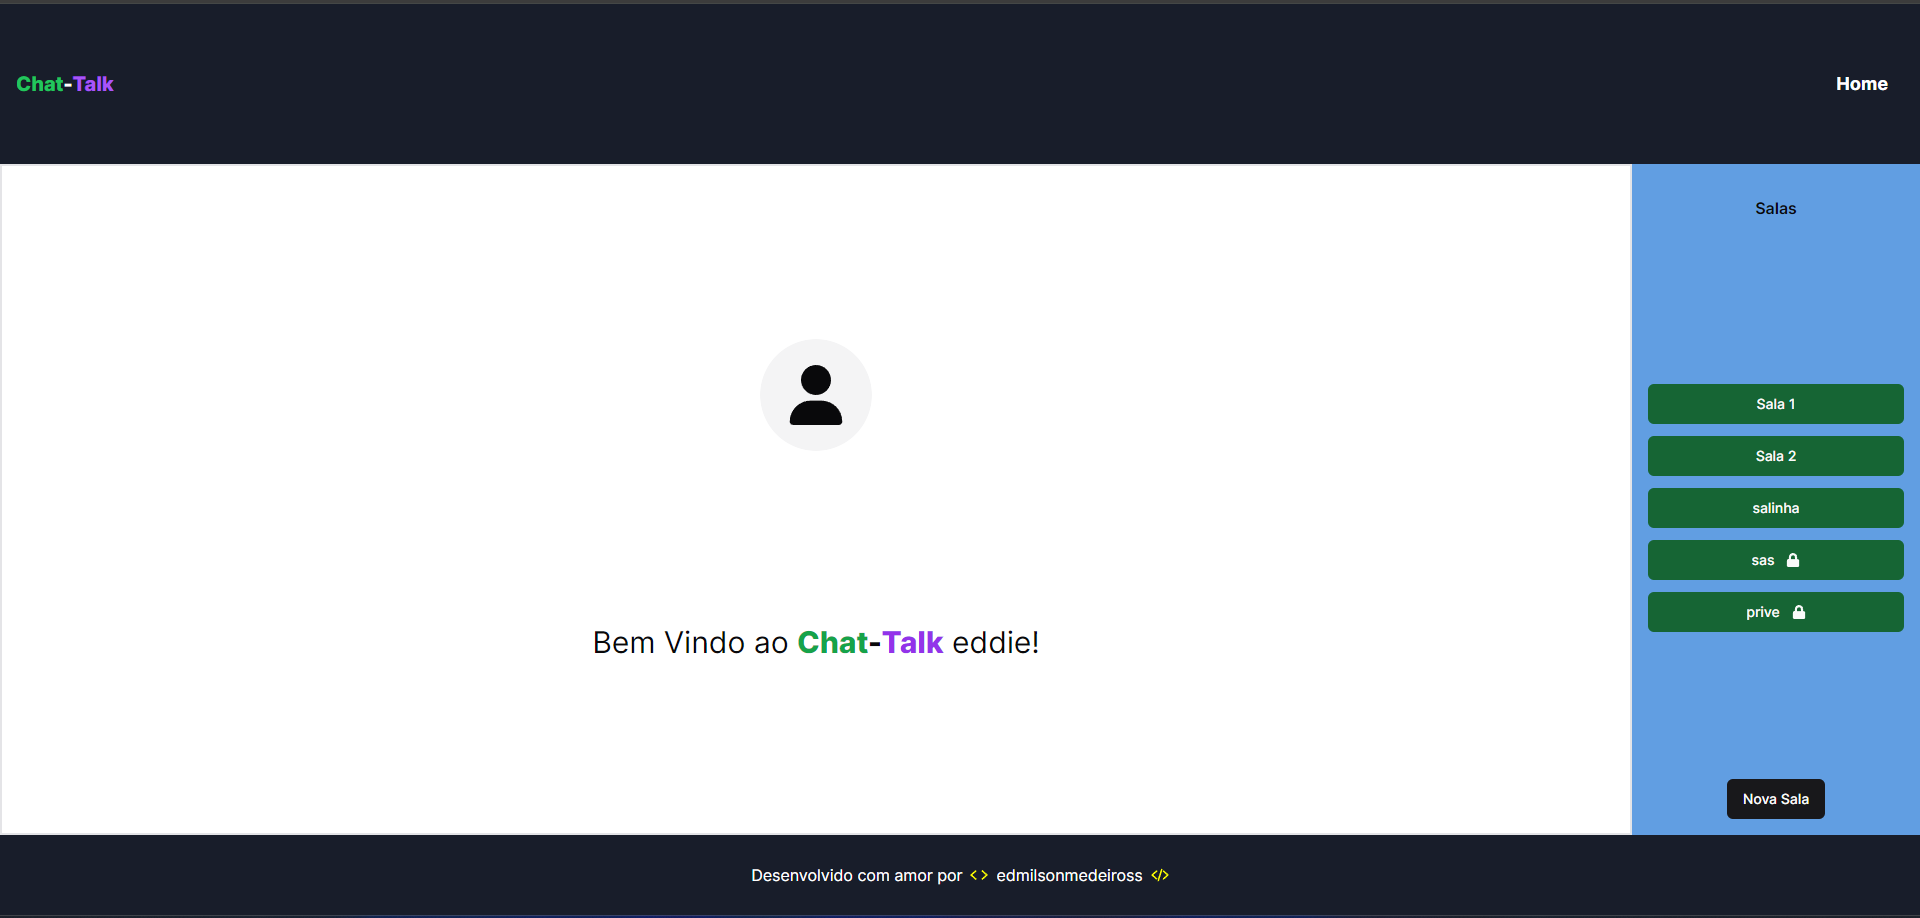 Chat-Talk
Home
Salas
Sala 1
Sala 2
salinha
sas
prive
Nova Sala
Bem Vindo ao Chat-Talk eddie!
Desenvolvido com amor por <> edmilsonmedeiross </>